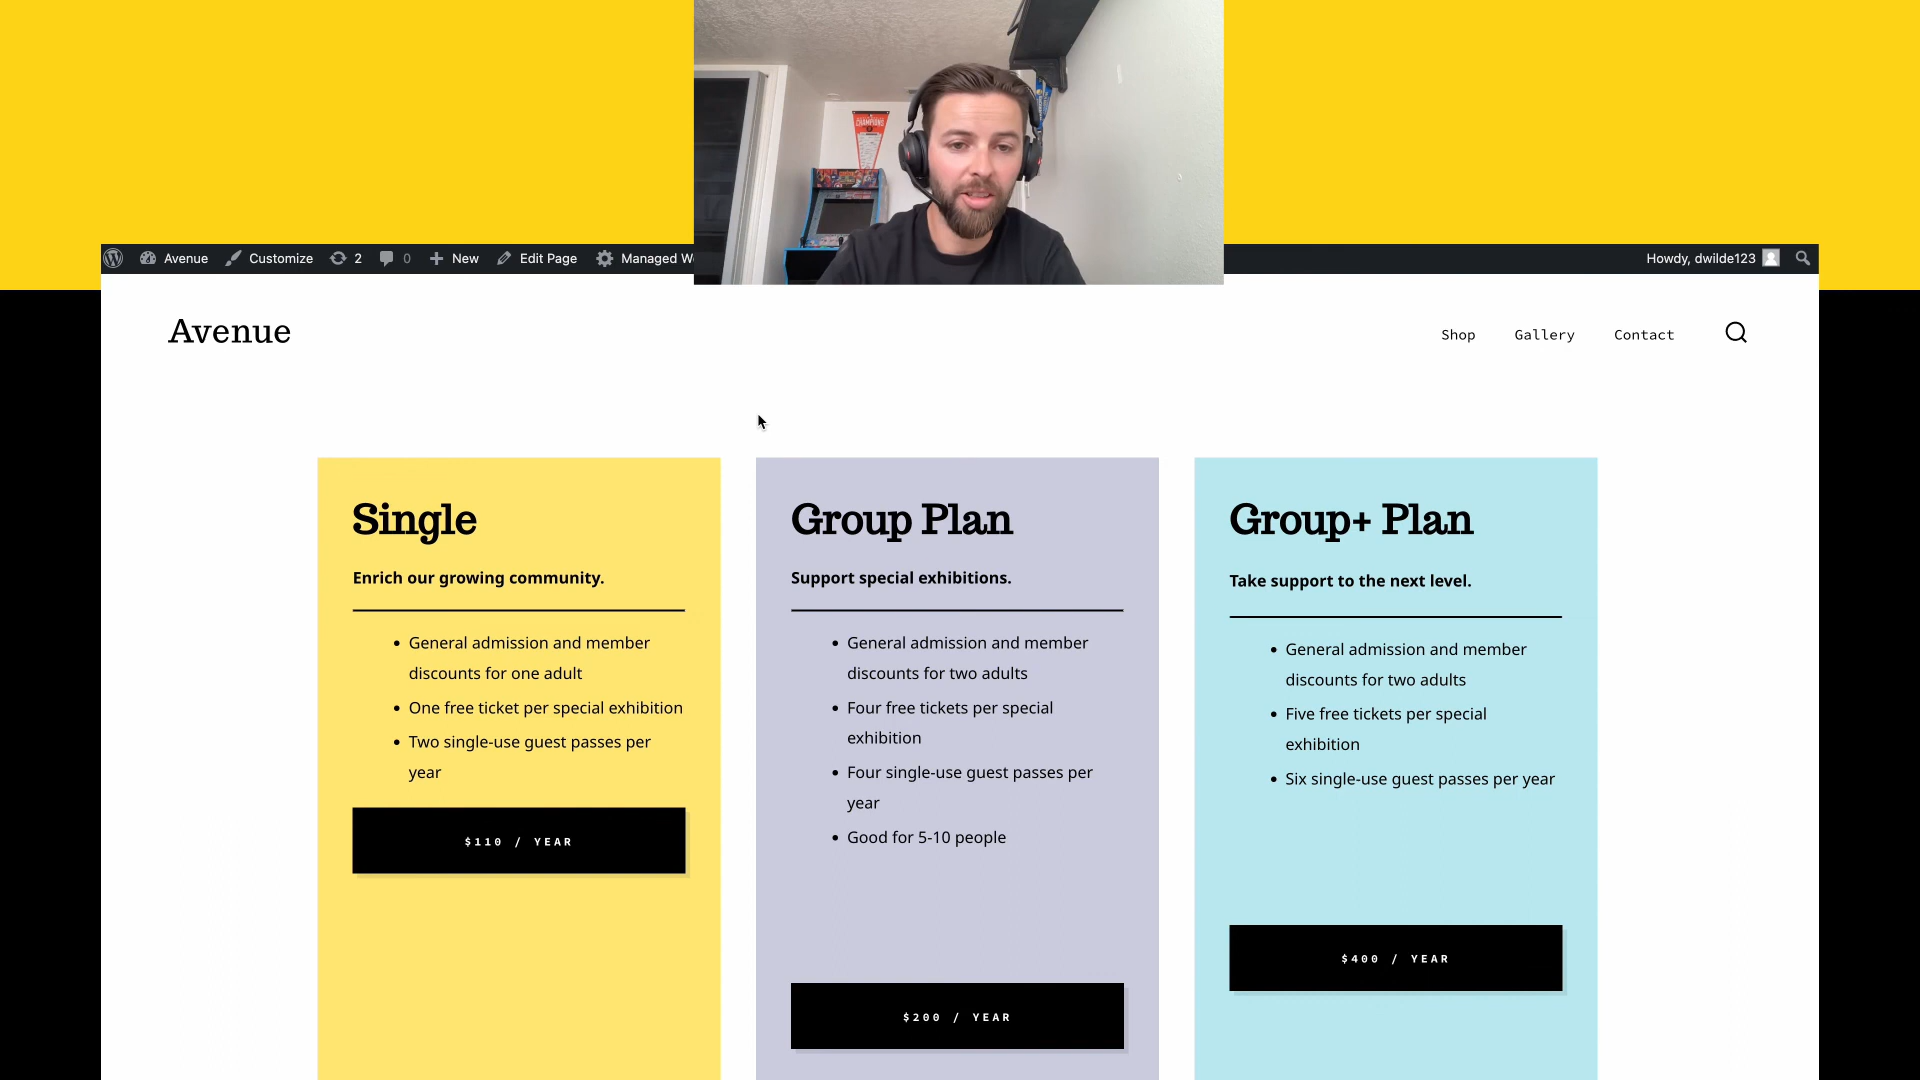 CHAMPIONS
Avenue
Customize
2
0
New
Edit Page
Managed W
Howdy, dwilde123
Avenue
Shop
Gallery
Contact
Single
Enrich our growing community.
General admission and member
discounts for one adult
One free ticket per special exhibition
Two single-use guest passes per
year
$110 / YEAR
Group Plan
Support special exhibitions.
General admission and member
discounts for two adults
Four free tickets per special
exhibition
Four single-use guest passes per
year
Good for 5-10 people
$200 / YEAR
Group+ Plan
Take support to the next level.
General admission and member
discounts for two adults
Five free tickets per special
exhibition
Six single-use guest passes per year
$400 / YEAR